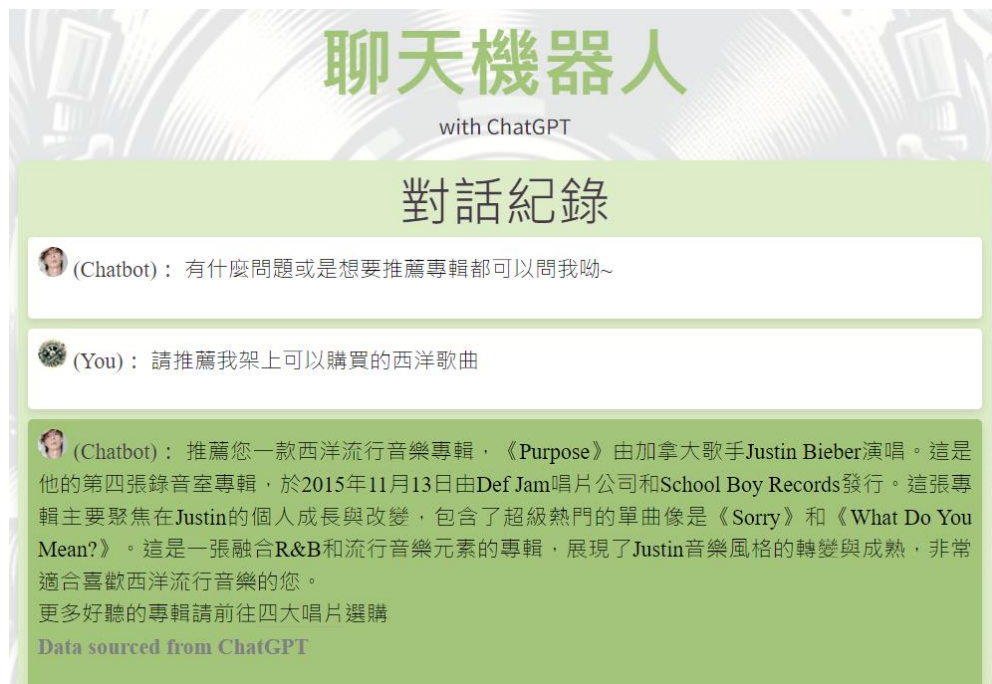 聊天機器人
with ChatGPT
對話紀錄
(Chatbot)： 有什麼問題或是想要推薦專輯都可以問我呦~
(You)： 請推薦我架上可以購買的西洋歌曲
(Chatbot)： 推薦您一款西洋流行音樂專輯，《Purpose》由加拿大歌手Justin Bieber演唱。這是
他的第四張錄音室專輯，於2015年11月13日由Def Jam唱片公司和School Boy Records發行。這張專
輯主要聚焦在Justin的個人成長與改變，包含了超級熱門的單曲像是《Sorry》和《What Do You
Mean?》。這是一張融合R&B和流行音樂元素的專輯，展現了Justin音樂風格的轉變與成熟，非常
適合喜歡西洋流行音樂的您。
更多好聽的專輯請前往四大唱片選購
Data sourced from ChatGPT